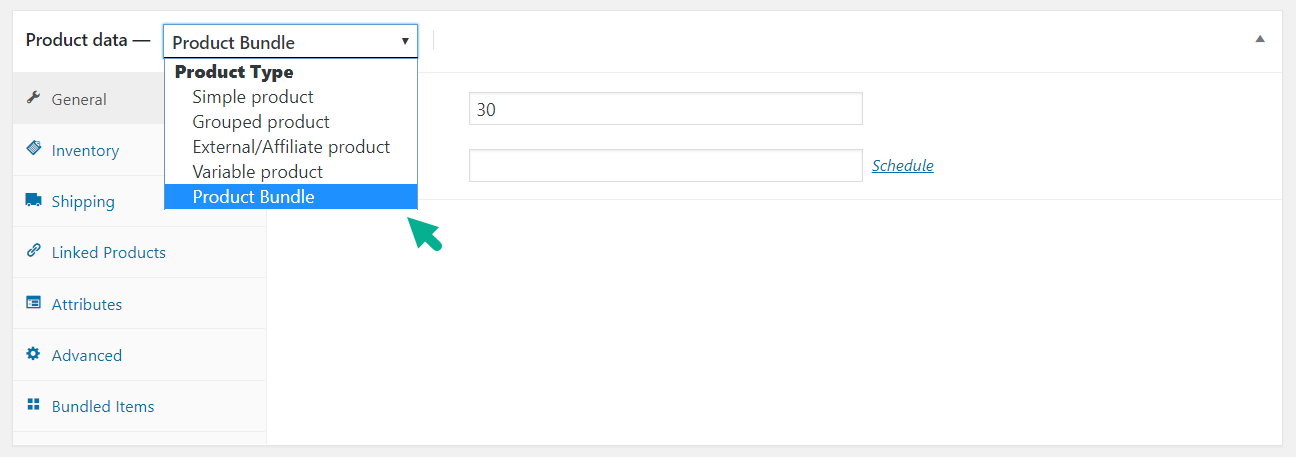 Product data — Product Bundle
Product Type
Simple product
Grouped product
External/Affiliate product
Variable product
Product Bundle
General
Inventory
Shipping
Linked Products
Attributes
Advanced
Bundled Items
30
Schedule